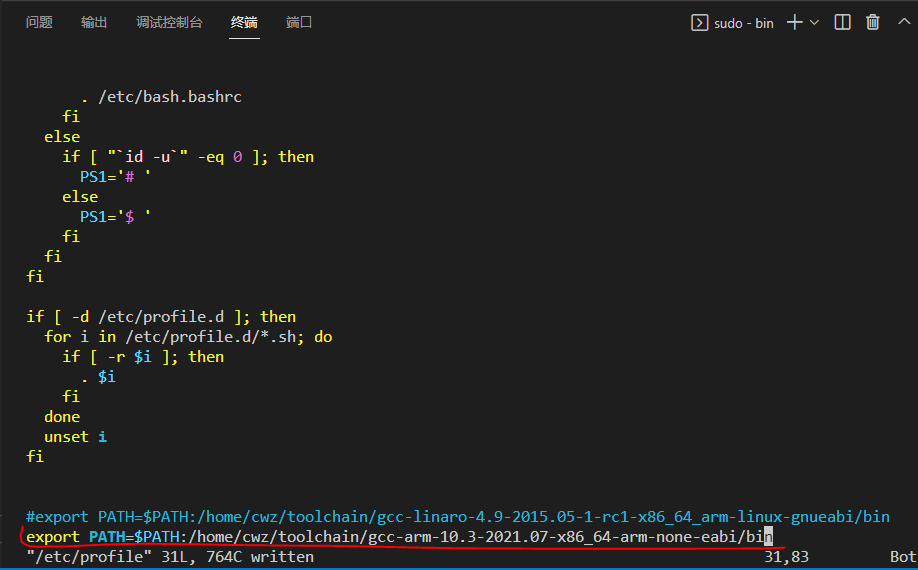 问题 输出 调试控制台 终端 端口 sudo - bin
. /etc/bash.bashrc
fi
else
if [ "`id -u`" -eq 0 ]; then
PS1='# '
else
PS1='$ '
fi
fi
fi
if [ -d /etc/profile.d ]; then
for i in /etc/profile.d/*.sh; do
if [ -r $i ]; then
. $i
fi
done
unset i
fi
#export PATH=$PATH:/home/cwz/toolchain/gcc-linaro-4.9-2015.05-1-rc1-x86_64_arm-linux-gnueabi/bin
export PATH=$PATH:/home/cwz/toolchain/gcc-arm-10.3-2021.07-x86_64-arm-none-eabi/bin
"/etc/profile" 31L, 764C written 31,83 Bot